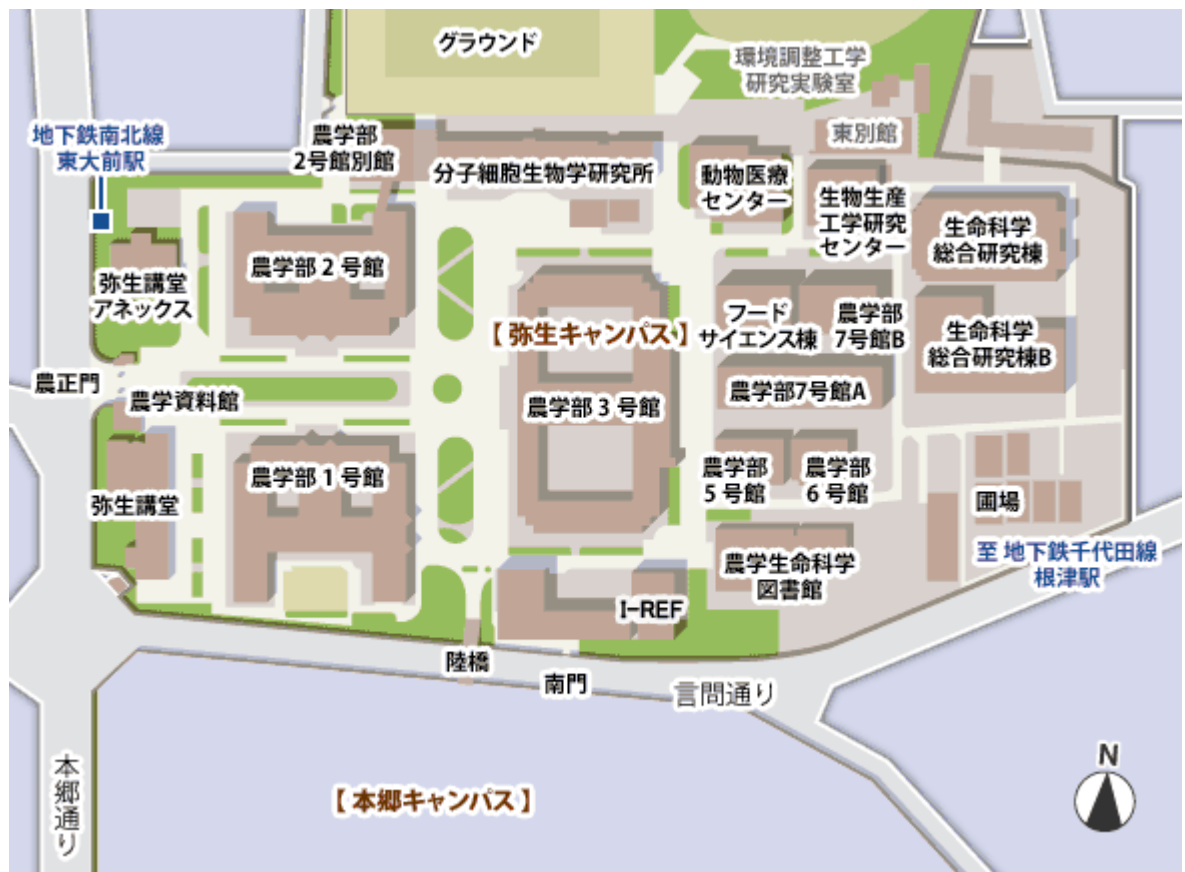 グラウンド
環境調整工学
研究実験室
地下鉄南北線
東大前駅
農学部
2号館別館
分子細胞生物学研究所
動物医療
センター
東別館
生物生産
工学研究
センター
生命科学
総合研究棟
弥生講堂
アネックス
農学部2号館
【 弥生キャンパス 】
フード
サイエンス棟
農学部
7号館B
生命科学
総合研究棟B
農正門
農学資料館
農学部3号館
農学部7号館A
弥生講堂
農学部1号館
農学部
5号館
農学部
6号館
圃場
農学生命科学
図書館
至 地下鉄千代田線
根津駅
I-REF
陸橋
南門
言問通り
本郷通り
【 本郷キャンパス 】
N